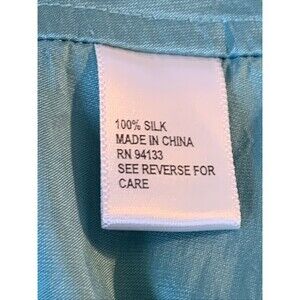 100% SILK
MADE IN CHINA
RN 94133
SEE REVERSE FOR
CARE